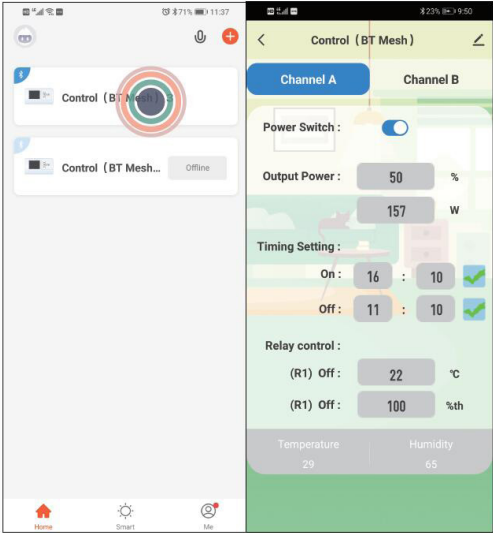 71% 11:37
Control（BT Mesh）3
Control（BT Mesh...
Offline
Home
Smart
Me
23% 9:50
Control（BT Mesh）
Channel A
Channel B
Power Switch :
Output Power :
50
%
157
W
Timing Setting :
On : 16 : 10
Off : 11 : 10
Relay control :
(R1) Off : 22 ℃
(R1) Off : 100 %th
Temperature
Humidity
29
65